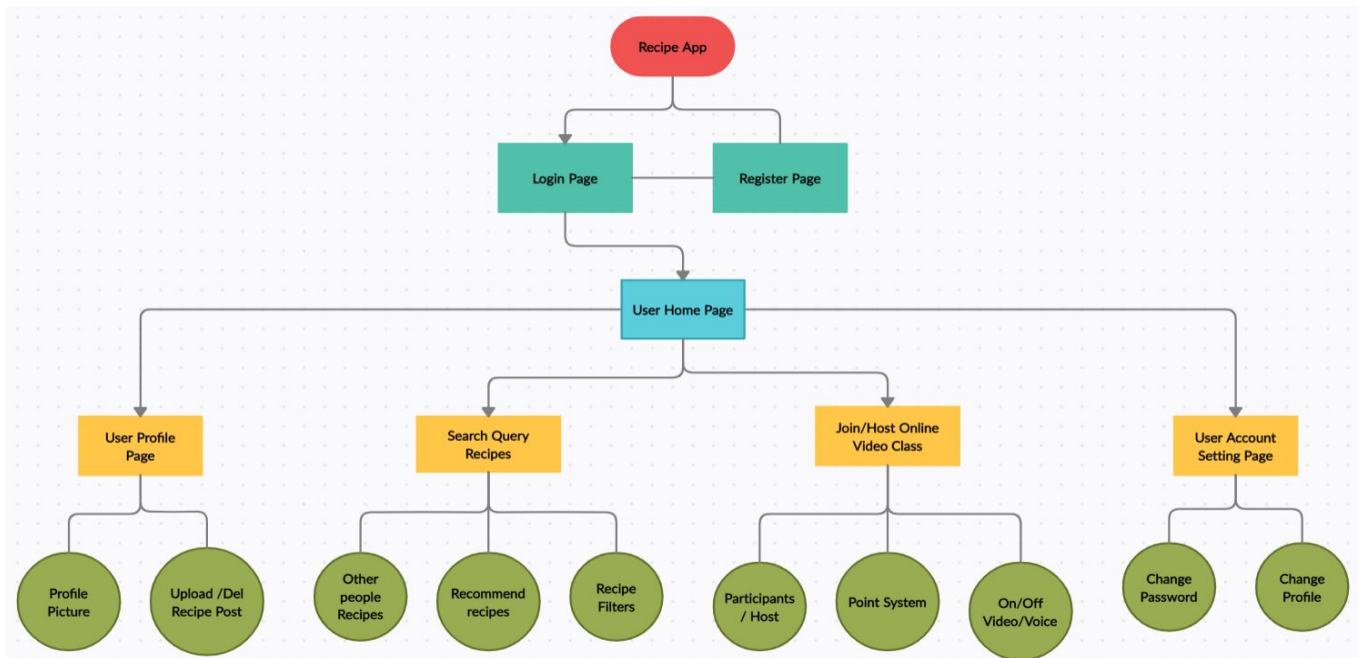 Recipe App
Login Page
Register Page
User Home Page
User Profile
Page
Search Query
Recipes
Join/Host Online
Video Class
User Account
Setting Page
Profile
Picture
Upload /Del
Recipe Post
Other
people
Recipes
Recommend
recipes
Recipe
Filters
Participants
/ Host
Point System
On/Off
Video/Voice
Change
Password
Change
Profile